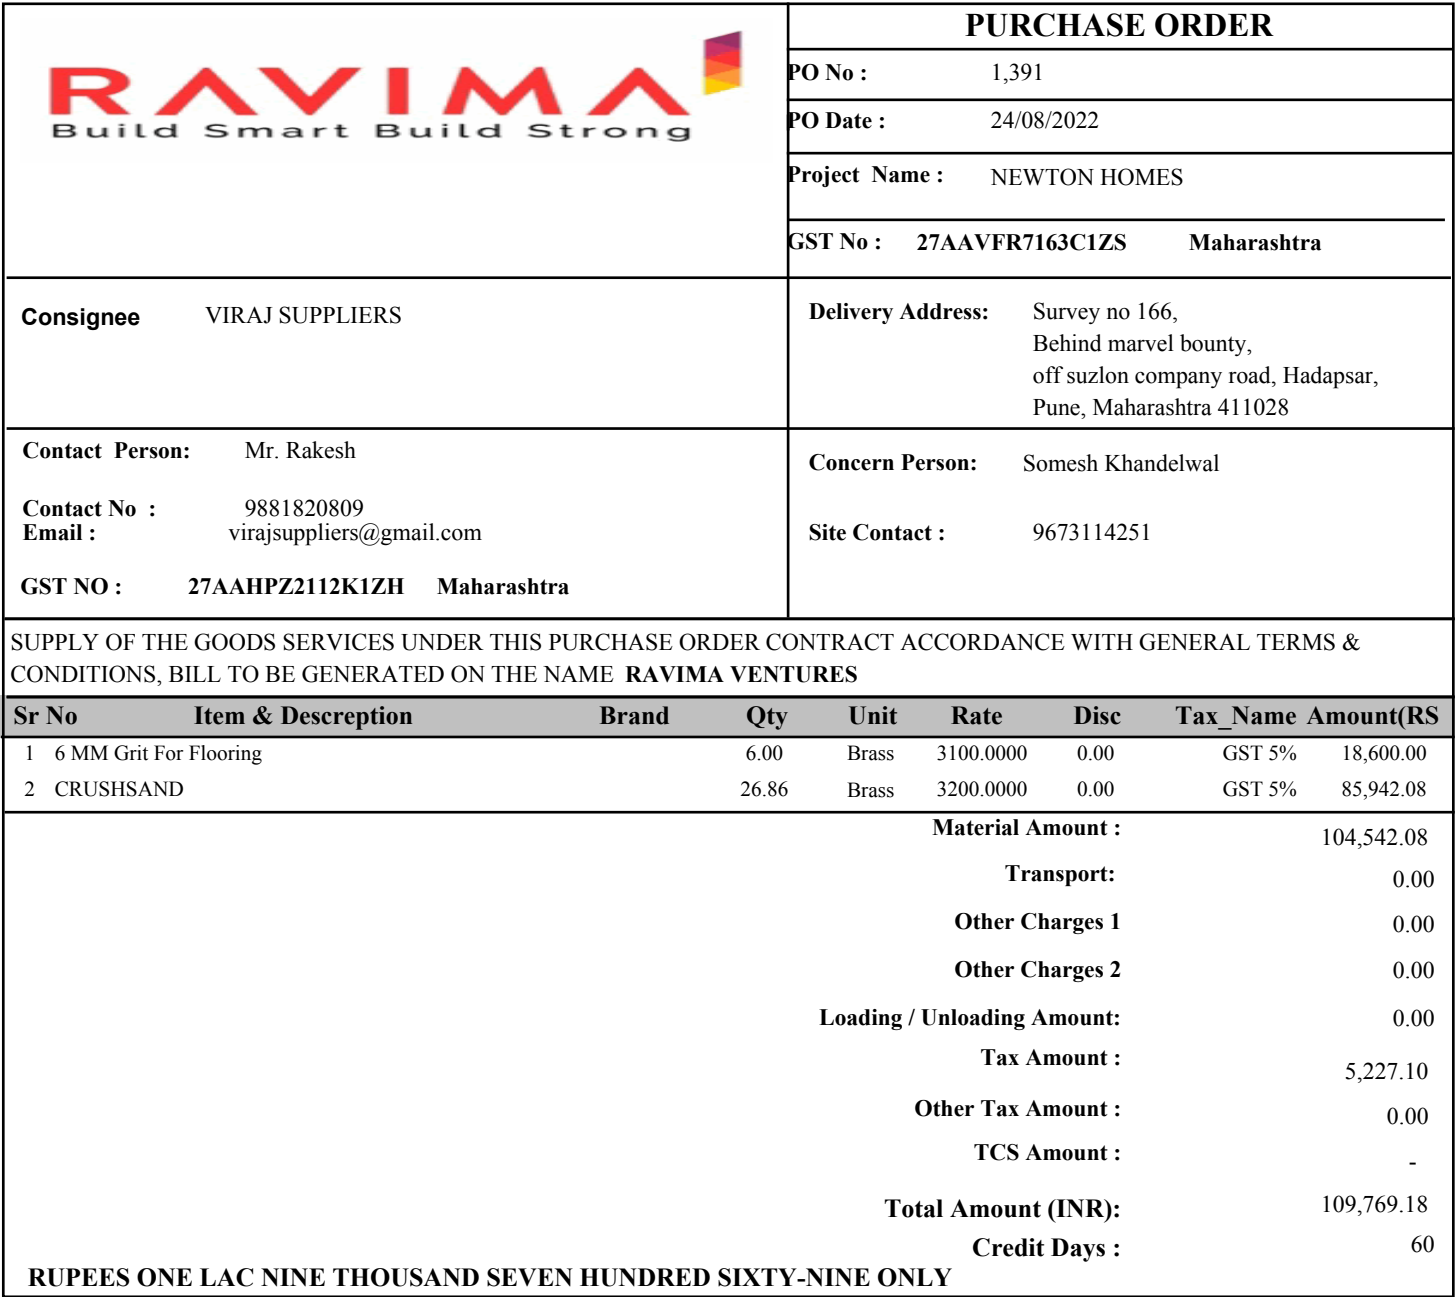 RAVIMA
Build Smart Build Strong
PURCHASE ORDER
PO No : 1,391
PO Date : 24/08/2022
Project Name : NEWTON HOMES
GST No : 27AAVFR7163C1ZS Maharashtra
Consignee VIRAJ SUPPLIERS
Delivery Address: Survey no 166,
Behind marvel bounty,
off suzlon company road, Hadapsar,
Pune, Maharashtra 411028
Contact Person: Mr. Rakesh
Contact No : 9881820809
Email : virajsuppliers@gmail.com
GST NO : 27AAHPZ2112K1ZH Maharashtra
Concern Person: Somesh Khandelwal
Site Contact : 9673114251
SUPPLY OF THE GOODS SERVICES UNDER THIS PURCHASE ORDER CONTRACT ACCORDANCE WITH GENERAL TERMS &
CONDITIONS, BILL TO BE GENERATED ON THE NAME RAVIMA VENTURES
Sr No Item & Descreption Brand Qty Unit Rate Disc Tax_Name Amount(RS
1 6 MM Grit For Flooring 6.00 Brass 3100.0000 0.00 GST 5% 18,600.00
2 CRUSHSAND 26.86 Brass 3200.0000 0.00 GST 5% 85,942.08
Material Amount : 104,542.08
Transport: 0.00
Other Charges 1 0.00
Other Charges 2 0.00
Loading / Unloading Amount: 0.00
Tax Amount : 5,227.10
Other Tax Amount : 0.00
TCS Amount : -
Total Amount (INR): 109,769.18
Credit Days : 60
RUPEES ONE LAC NINE THOUSAND SEVEN HUNDRED SIXTY-NINE ONLY